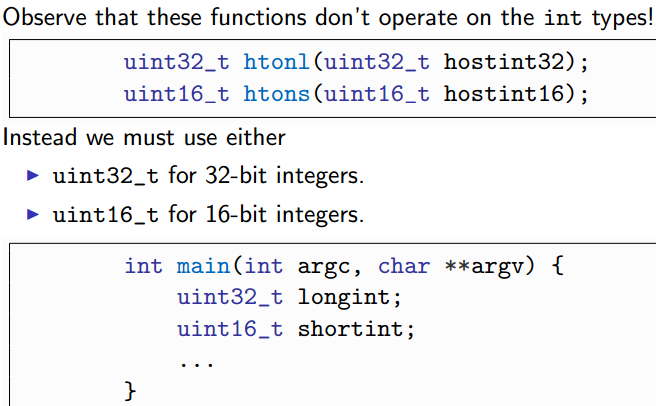 Observe that these functions don't operate on the int types!
uint32_t htonl(uint32_t hostint32);
uint16_t htons(uint16_t hostint16);
Instead we must use either
▶ uint32_t for 32-bit integers.
▶ uint16_t for 16-bit integers.
int main(int argc, char **argv) {
uint32_t longint;
uint16_t shortint;
...
}